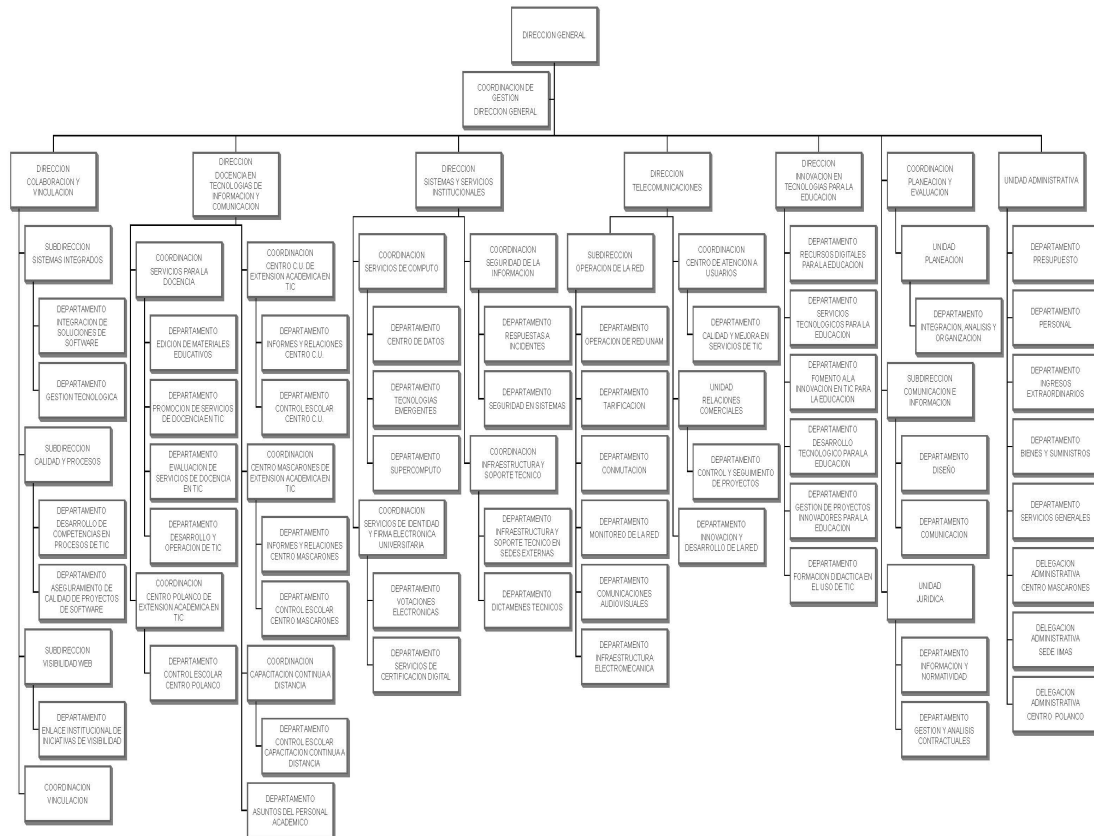 DIRECCION GENERAL
COORDINACION DE
GESTION
DIRECCION GENERAL
DIRECCION
COLABORACION Y
VINCULACION
SUBDIRECCION
SISTEMAS INTEGRADOS
DEPARTAMENTO
INTEGRACION DE
SOLUCIONES DE
SOFTWARE
DEPARTAMENTO
GESTION TECNOLOGICA
SUBDIRECCION
CALIDAD Y PROCESOS
DEPARTAMENTO
DESARROLLO DE
COMPETENCIAS EN
PROCESOS DE TIC
DEPARTAMENTO
ASEGURAMIENTO DE
CALIDAD DE PROYECTOS
DE SOFTWARE
SUBDIRECCION
VISIBILIDAD WEB
DEPARTAMENTO
ENLACE INSTITUCIONAL DE
INICIATIVAS DE VISIBILIDAD
COORDINACION
VINCULACION
DIRECCION
DOCENCIA EN
TECNOLOGIAS DE
INFORMACION Y
COMUNICACION
COORDINACION
SERVICIOS PARA LA
DOCENCIA
DEPARTAMENTO
EDICION DE MATERIALES
EDUCATIVOS
DEPARTAMENTO
PROMOCION DE SERVICIOS
DE DOCENCIA EN TIC
DEPARTAMENTO
EVALUACION DE
SERVICIOS DE DOCENCIA
EN TIC
DEPARTAMENTO
DESARROLLO Y
OPERACION DE TIC
COORDINACION
CENTRO POLANCO DE
EXTENSION ACADEMICA EN
TIC
DEPARTAMENTO
CONTROL ESCOLAR
CENTRO POLANCO
COORDINACION
CENTRO C.U. DE
EXTENSION ACADEMICA EN
TIC
DEPARTAMENTO
INFORMES Y RELACIONES
CENTRO C.U.
DEPARTAMENTO
CONTROL ESCOLAR
CENTRO C.U.
COORDINACION
CENTRO MASCARONES DE
EXTENSION ACADEMICA EN
TIC
DEPARTAMENTO
INFORMES Y RELACIONES
CENTRO MASCARONES
DEPARTAMENTO
CONTROL ESCOLAR
CENTRO MASCARONES
COORDINACION
CAPACITACION CONTINUA A
DISTANCIA
DEPARTAMENTO
CONTROL ESCOLAR
CAPACITACION CONTINUA A
DISTANCIA
DEPARTAMENTO
ASUNTOS DEL PERSONAL
ACADEMICO
DIRECCION
SISTEMAS Y SERVICIOS
INSTITUCIONALES
COORDINACION
SERVICIOS DE COMPUTO
DEPARTAMENTO
CENTRO DE DATOS
DEPARTAMENTO
TECNOLOGIAS
EMERGENTES
DEPARTAMENTO
SUPERCOMPUTO
COORDINACION
SERVICIOS DE IDENTIDAD
Y FIRMA ELECTRONICA
UNIVERSITARIA
DEPARTAMENTO
VOTACIONES
ELECTRONICAS
DEPARTAMENTO
SERVICIOS DE
CERTIFICACION DIGITAL
COORDINACION
SEGURIDAD DE LA
INFORMACION
DEPARTAMENTO
RESPUESTAS A
INCIDENTES
DEPARTAMENTO
SEGURIDAD EN SISTEMAS
COORDINACION
INFRAESTRUCTURA Y
SOPORTE TECNICO
DEPARTAMENTO
INFRAESTRUCTURA Y
SOPORTE TECNICO EN
SEDES EXTERNAS
DEPARTAMENTO
DICTAMENES TECNICOS
DIRECCION
TELECOMUNICACIONES
SUBDIRECCION
OPERACION DE LA RED
DEPARTAMENTO
OPERACION DE RED UNAM
DEPARTAMENTO
TARIFICACION
DEPARTAMENTO
CONMUTACION
DEPARTAMENTO
MONITOREO DE LA RED
DEPARTAMENTO
COMUNICACIONES
AUDIOVISUALES
DEPARTAMENTO
INFRAESTRUCTURA
ELECTROMECANICA
COORDINACION
CENTRO DE ATENCION A
USUARIOS
DEPARTAMENTO
CALIDAD Y MEJORA EN
SERVICIOS DE TIC
UNIDAD
RELACIONES
COMERCIALES
DEPARTAMENTO
CONTROL Y SEGUIMIENTO
DE PROYECTOS
DEPARTAMENTO
INNOVACION Y
DESARROLLO DE LA RED
DIRECCION
INNOVACION EN
TECNOLOGIAS PARA LA
EDUCACION
DEPARTAMENTO
RECURSOS DIGITALES
PARA LA EDUCACION
DEPARTAMENTO
SERVICIOS
TECNOLOGICOS PARA LA
EDUCACION
DEPARTAMENTO
FOMENTO A LA
INNOVACION EN TIC PARA
LA EDUCACION
DEPARTAMENTO
DESARROLLO
TECNOLOGICO PARA LA
EDUCACION
DEPARTAMENTO
GESTION DE PROYECTOS
INNOVADORES PARA LA
EDUCACION
DEPARTAMENTO
FORMACION DIDACTICA EN
EL USO DE TIC
COORDINACION
PLANEACION Y
EVALUACION
UNIDAD
PLANEACION
DEPARTAMENTO
INTEGRACION, ANALISIS Y
ORGANIZACION
SUBDIRECCION
COMUNICACION E
INFORMACION
DEPARTAMENTO
DISEÑO
DEPARTAMENTO
COMUNICACION
UNIDAD
JURIDICA
DEPARTAMENTO
INFORMACION Y
NORMATIVIDAD
DEPARTAMENTO
GESTION Y ANALISIS
CONTRACTUALES
UNIDAD ADMINISTRATIVA
DEPARTAMENTO
PRESUPUESTO
DEPARTAMENTO
PERSONAL
DEPARTAMENTO
INGRESOS
EXTRAORDINARIOS
DEPARTAMENTO
BIENES Y SUMINISTROS
DEPARTAMENTO
SERVICIOS GENERALES
DELEGACION
ADMINISTRATIVA
CENTRO MASCARONES
DELEGACION
ADMINISTRATIVA
SEDE IIMAS
DELEGACION
ADMINISTRATIVA
CENTRO POLANCO